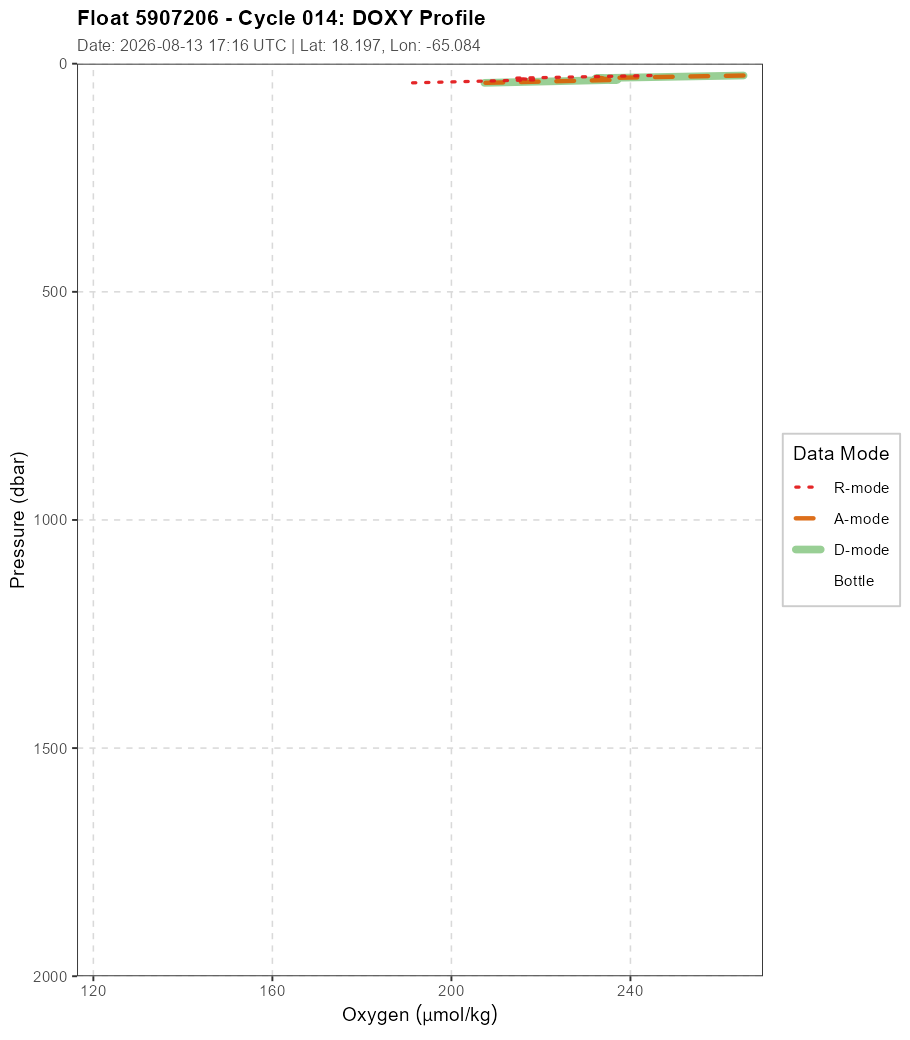 Float 5907206 - Cycle 014: DOXY Profile
Date: 2026-08-13 17:16 UTC | Lat: 18.197, Lon: -65.084
0
500
1000
1500
2000
Pressure (dbar)
120 160 200 240
Oxygen (μmol/kg)
Data Mode
R-mode
A-mode
D-mode
Bottle